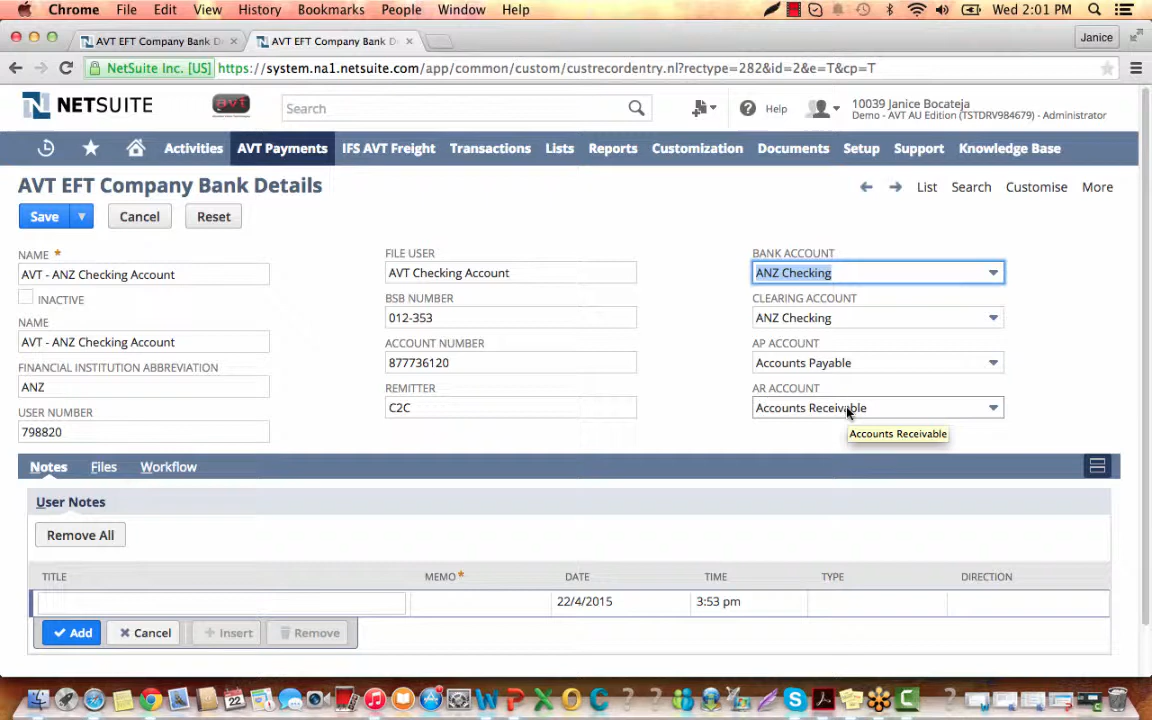 Chrome File Edit View History Bookmarks People Window Help Wed 2:01 PM
AVT EFT Company Bank D AVT EFT Company Bank D Janice
NetSuite Inc. [US] https://system.na1.netsuite.com/app/common/custom/custrecordentry.nl?rectype=282&id=2&e=T&cp=T
NETSUITE avt Search Help 10039 Janice Bocateja
Demo - AVT AU Edition (TSTDRV984679) - Administrator
Activities AVT Payments IFS AVT Freight Transactions Lists Reports Customization Documents Setup Support Knowledge Base
AVT EFT Company Bank Details List Search Customise More
Save Cancel Reset
NAME * FILE USER BANK ACCOUNT
AVT - ANZ Checking Account AVT Checking Account ANZ Checking
INACTIVE BSB NUMBER CLEARING ACCOUNT
012-353 ANZ Checking
NAME ACCOUNT NUMBER AP ACCOUNT
AVT - ANZ Checking Account 877736120 Accounts Payable
FINANCIAL INSTITUTION ABBREVIATION REMITTER AR ACCOUNT
ANZ C2C Accounts Receivable
USER NUMBER
798820 Accounts Receivable
Notes Files Workflow
User Notes
Remove All
TITLE MEMO * DATE TIME TYPE DIRECTION
22/4/2015 3:53 pm
Add Cancel Insert Remove